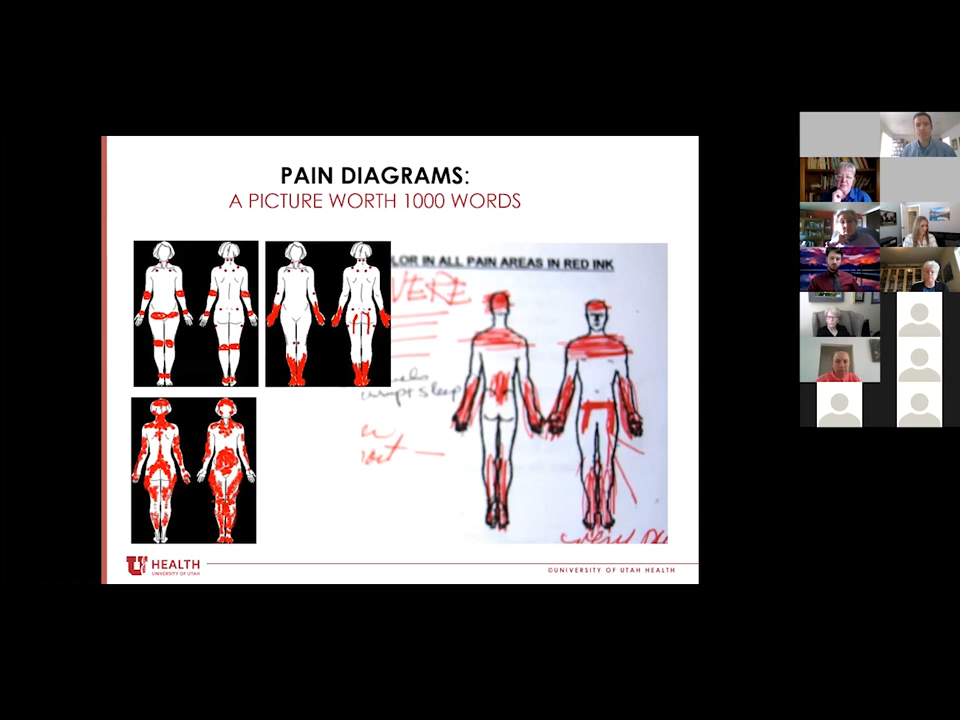 PAIN DIAGRAMS:
A PICTURE WORTH 1000 WORDS
LOR IN ALL PAIN AREAS IN RED INK
VERE
sleep
U HEALTH
UNIVERSITY OF UTAH
©UNIVERSITY OF UTAH HEALTH